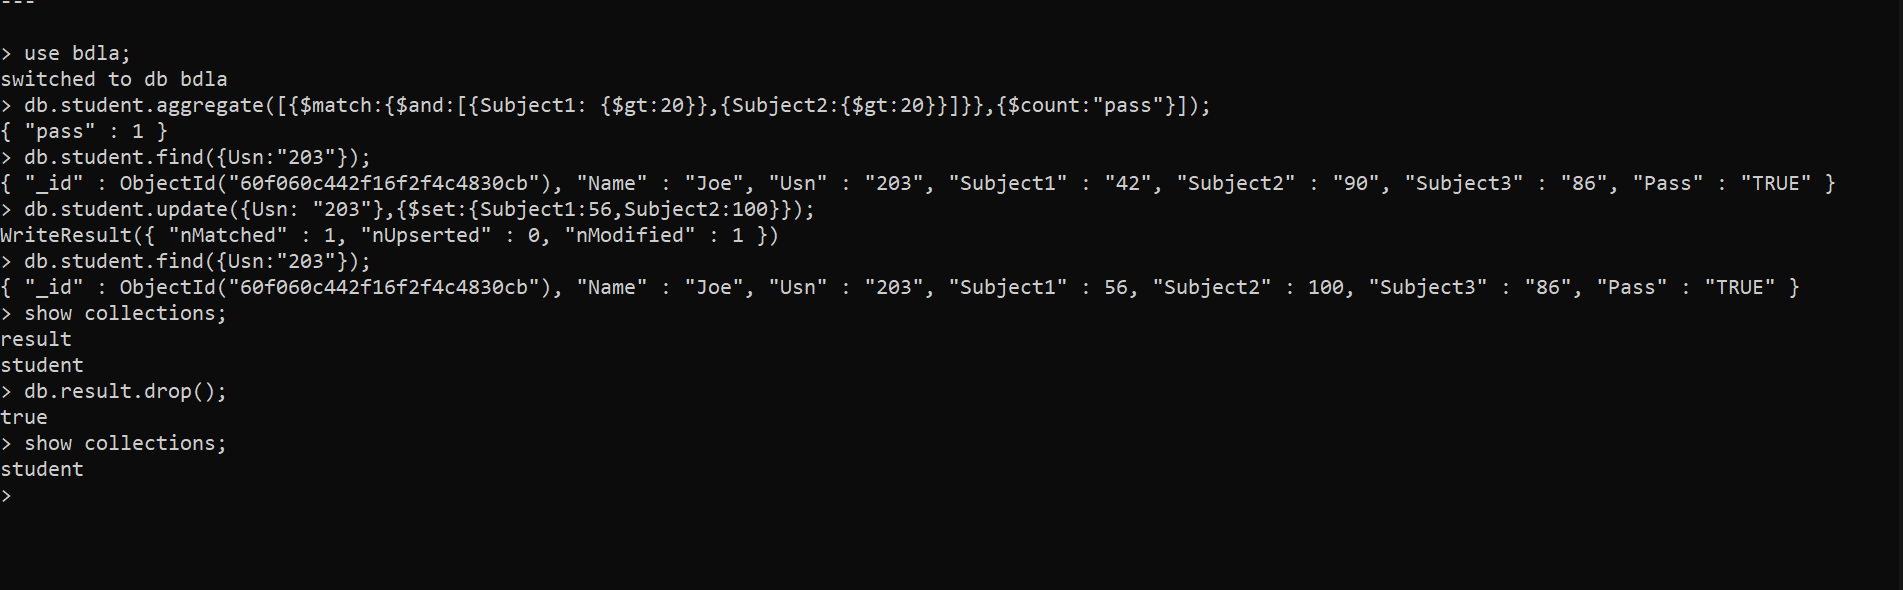 ---
> use bdla;
switched to db bdla
> db.student.aggregate([{$match:{$and:[{Subject1: {$gt:20}},{Subject2:{$gt:20}}]}},{$count:"pass"}]);
{ "pass" : 1 }
> db.student.find({Usn:"203"});
{ "_id" : ObjectId("60f060c442f16f2f4c4830cb"), "Name" : "Joe", "Usn" : "203", "Subject1" : "42", "Subject2" : "90", "Subject3" : "86", "Pass" : "TRUE" }
> db.student.update({Usn: "203"},{$set:{Subject1:56,Subject2:100}});
WriteResult({ "nMatched" : 1, "nUpserted" : 0, "nModified" : 1 })
> db.student.find({Usn:"203"});
{ "_id" : ObjectId("60f060c442f16f2f4c4830cb"), "Name" : "Joe", "Usn" : "203", "Subject1" : 56, "Subject2" : 100, "Subject3" : "86", "Pass" : "TRUE" }
> show collections;
result
student
> db.result.drop();
true
> show collections;
student
>